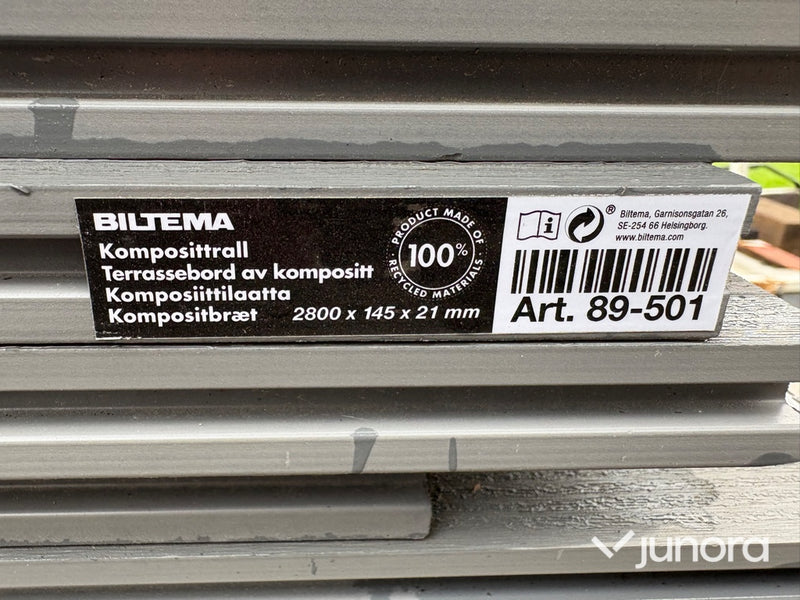 BILTEMA
Komposittrall
Terrassebord av kompositt
Komposiittilaatta
Kompositbræt 2800 x 145 x 21 mm
PRODUCT MADE OF
100%
RECYCLED MATERIALS
®
Biltema, Garnisonsgatan 26,
SE-254 66 Helsingborg.
www.biltema.com
Art. 89-501
junora